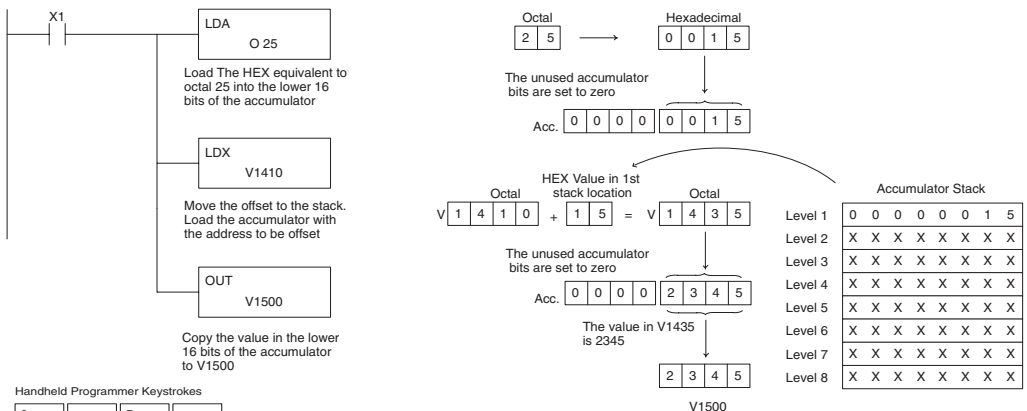 X1
LDA
O 25
Load The HEX equivalent to
octal 25 into the lower 16
bits of the accumulator
LDX
V1410
Move the offset to the stack.
Load the accumulator with
the address to be offset
OUT
V1500
Copy the value in the lower
16 bits of the accumulator
to V1500
Handheld Programmer Keystrokes
Octal
Hexadecimal
2 5
0 0 1 5
The unused accumulator
bits are set to zero
Acc. 0 0 0 0 0 0 1 5
HEX Value in 1st
stack location
Octal
Octal
V 1 4 1 0 + 1 5 = V 1 4 3 5
The unused accumulator
bits are set to zero
Acc. 0 0 0 0 2 3 4 5
The value in V1435
is 2345
2 3 4 5
V1500
Accumulator Stack
Level 1 0 0 0 0 0 0 1 5
Level 2 X X X X X X X X
Level 3 X X X X X X X X
Level 4 X X X X X X X X
Level 5 X X X X X X X X
Level 6 X X X X X X X X
Level 7 X X X X X X X X
Level 8 X X X X X X X X